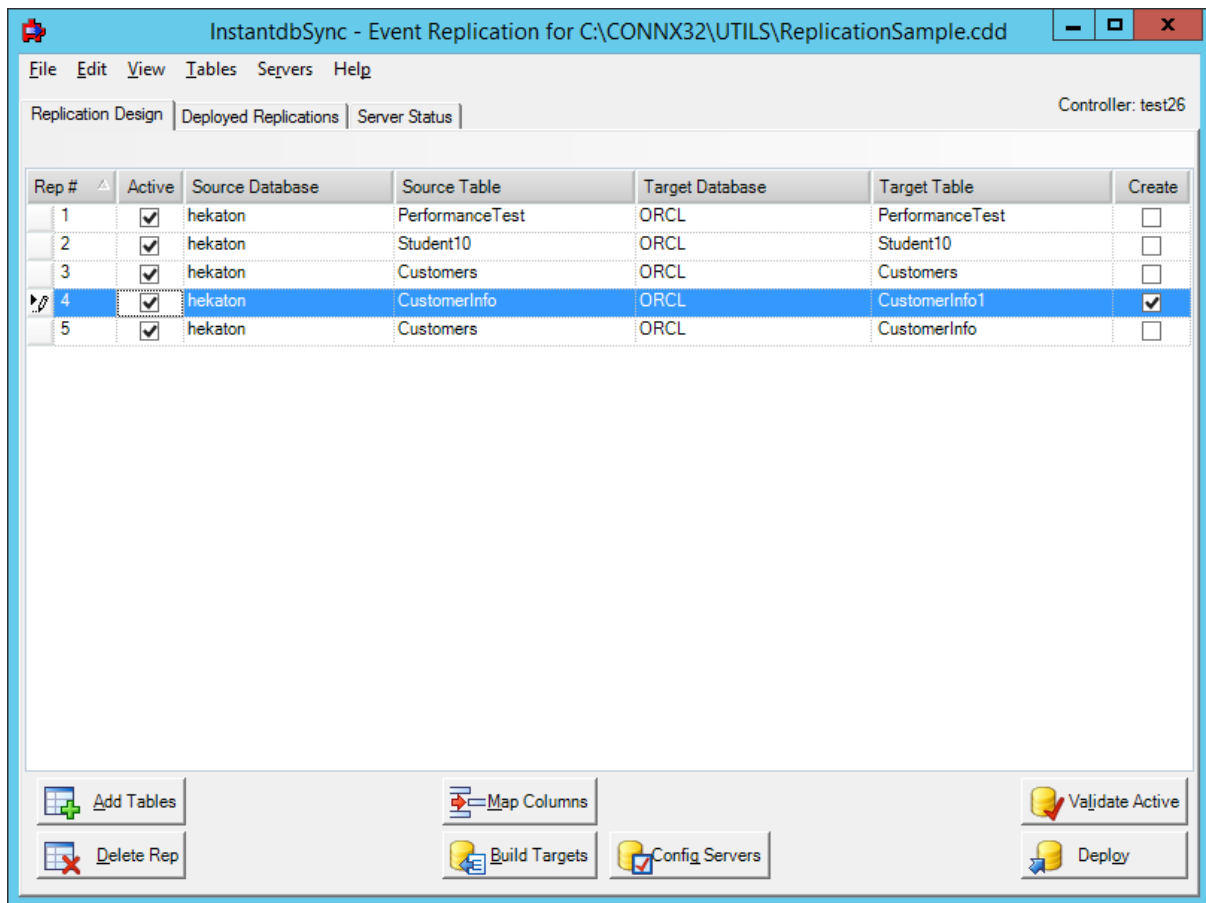 InstantdbSync - Event Replication for C:\CONNX32\UTILS\ReplicationSample.cdd
File Edit View Tables Servers Help
Replication Design Deployed Replications Server Status Controller: test26
Rep # Active Source Database Source Table Target Database Target Table Create
1 hekaton PerformanceTest ORCL PerformanceTest
2 hekaton Student10 ORCL Student10
3 hekaton Customers ORCL Customers
4 hekaton CustomerInfo ORCL CustomerInfo1
5 hekaton Customers ORCL CustomerInfo
Add Tables Map Columns Validate Active
Delete Rep Build Targets Config Servers Deploy